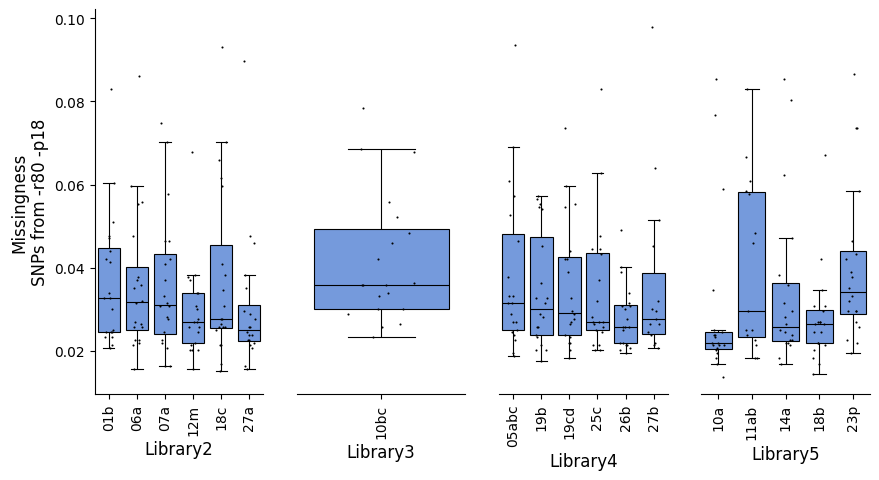 0.10
0.08
0.06
0.04
0.02
Missingness
SNPs from -r80 -p18
01b 06a 07a 12m 18c 27a
Library2
10bc
Library3
05abc 19b 19cd 25c 26b 27b
Library4
10a 11ab 14a 18b 23p
Library5